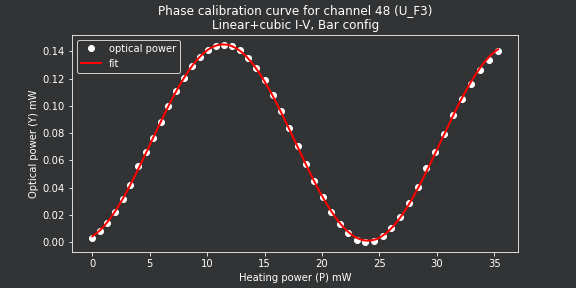 Phase calibration curve for channel 48 (U_F3)
Linear+cubic I-V, Bar config
optical power
fit
Optical power (Y) mW
0.14
0.12
0.10
0.08
0.06
0.04
0.02
0.00
0
5
10
15
20
25
30
35
Heating power (P) mW